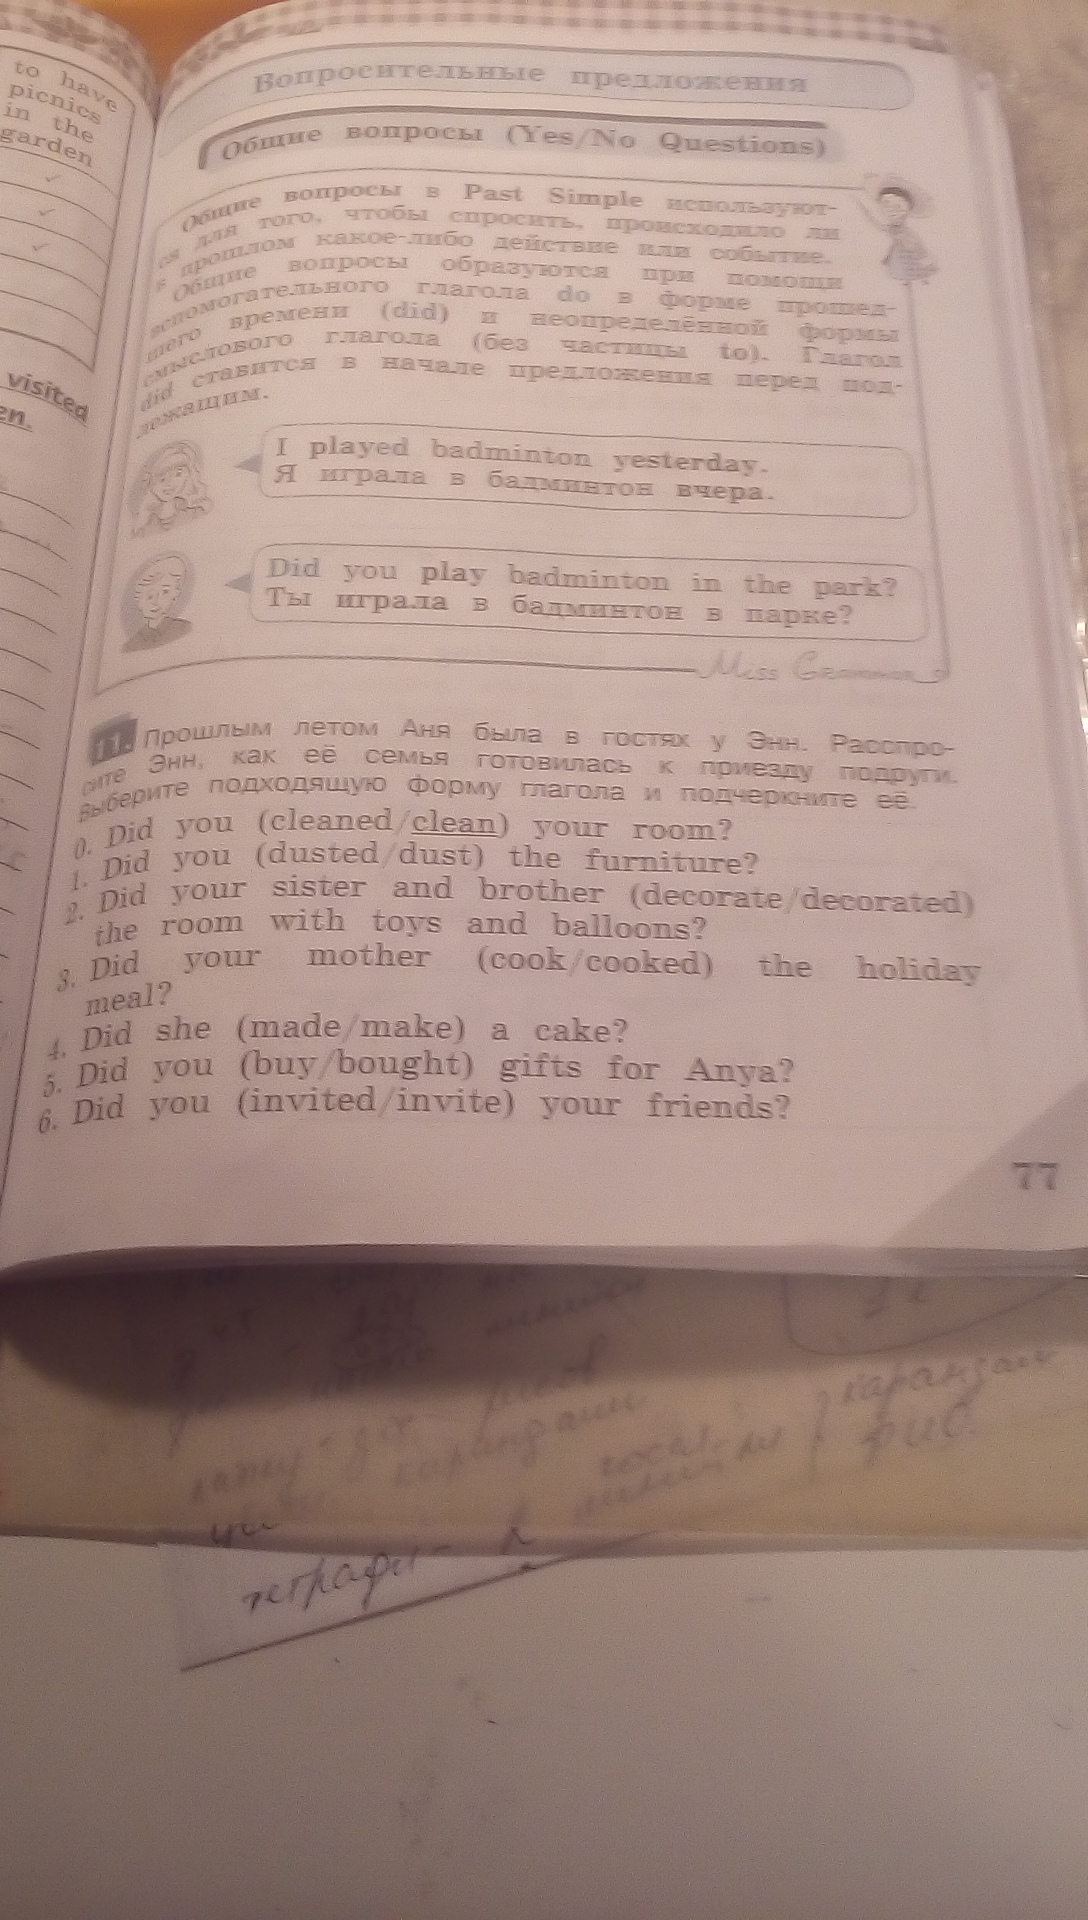 to have
picnics
in the
garden
visited
en.
Вопросительные предложения
Общие вопросы (Yes/No Questions)
Общие вопросы в Past Simple используют-
ся для того, чтобы спросить, происходило ли
в прошлом какое-либо действие или событие.
Общие вопросы образуются при помощи
вспомогательного глагола do в форме прошед-
шего времени (did) и неопределённой формы
смыслового глагола (без частицы to). Глагол
did ставится в начале предложения перед под-
лежащим.
I played badminton yesterday.
Я играла в бадминтон вчера.
Did you play badminton in the park?
Ты играла в бадминтон в парке?
Miss Grammar
11. Прошлым летом Аня была в гостях у Энн. Расспро-
сите Энн, как её семья готовилась к приезду подруги.
Выберите подходящую форму глагола и подчеркните её.
0. Did you (cleaned/clean) your room?
1. Did you (dusted/dust) the furniture?
2. Did your sister and brother (decorate/decorated)
the room with toys and balloons?
3. Did your mother (cook/cooked) the holiday
meal?
4. Did she (made/make) a cake?
5. Did you (buy/bought) gifts for Anya?
6. Did you (invited/invite) your friends?
77
карандаш
рис.